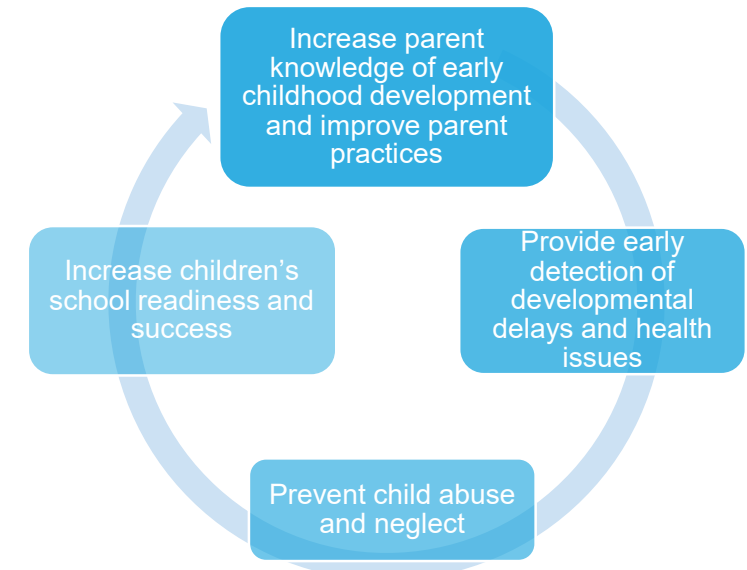 Increase parent
knowledge of early
childhood development
and improve parent
practices
Provide early
detection of
developmental
delays and health
issues
Prevent child abuse
and neglect
Increase children’s
school readiness and
success